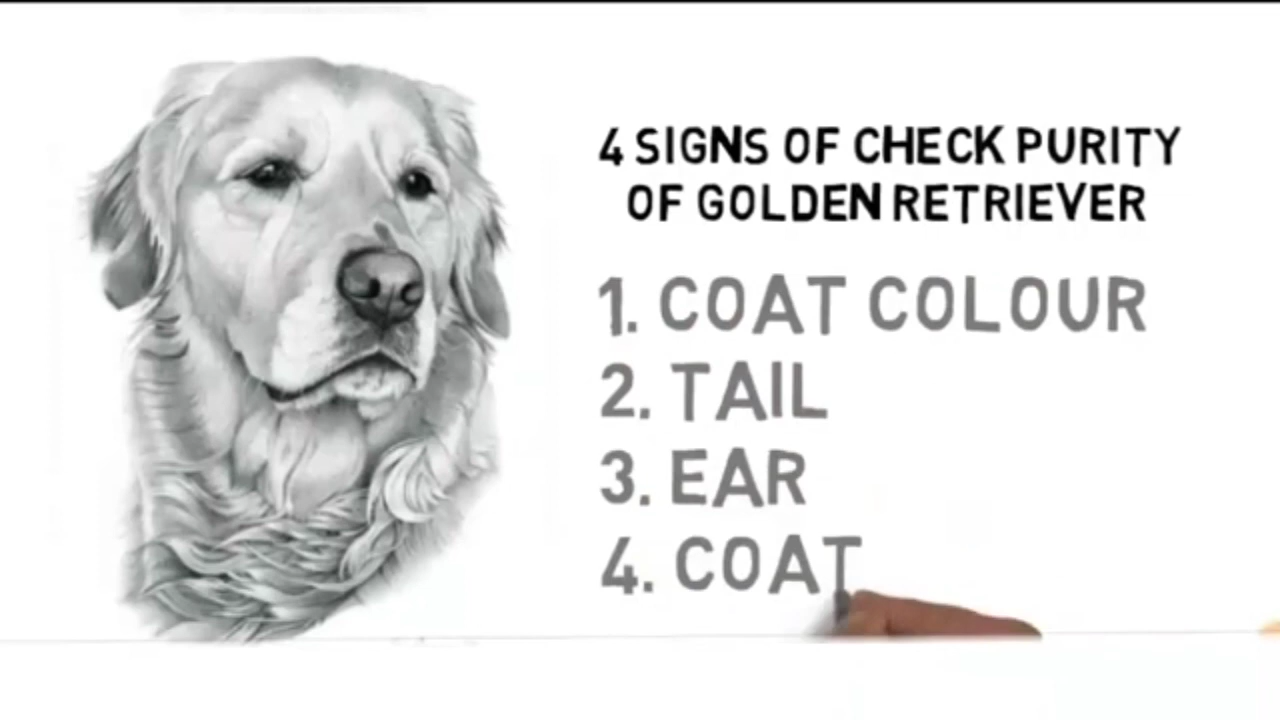 4 SIGNS OF CHECK PURITY
OF GOLDEN RETRIEVER
1. COAT COLOUR
2. TAIL
3. EAR
4. COAT